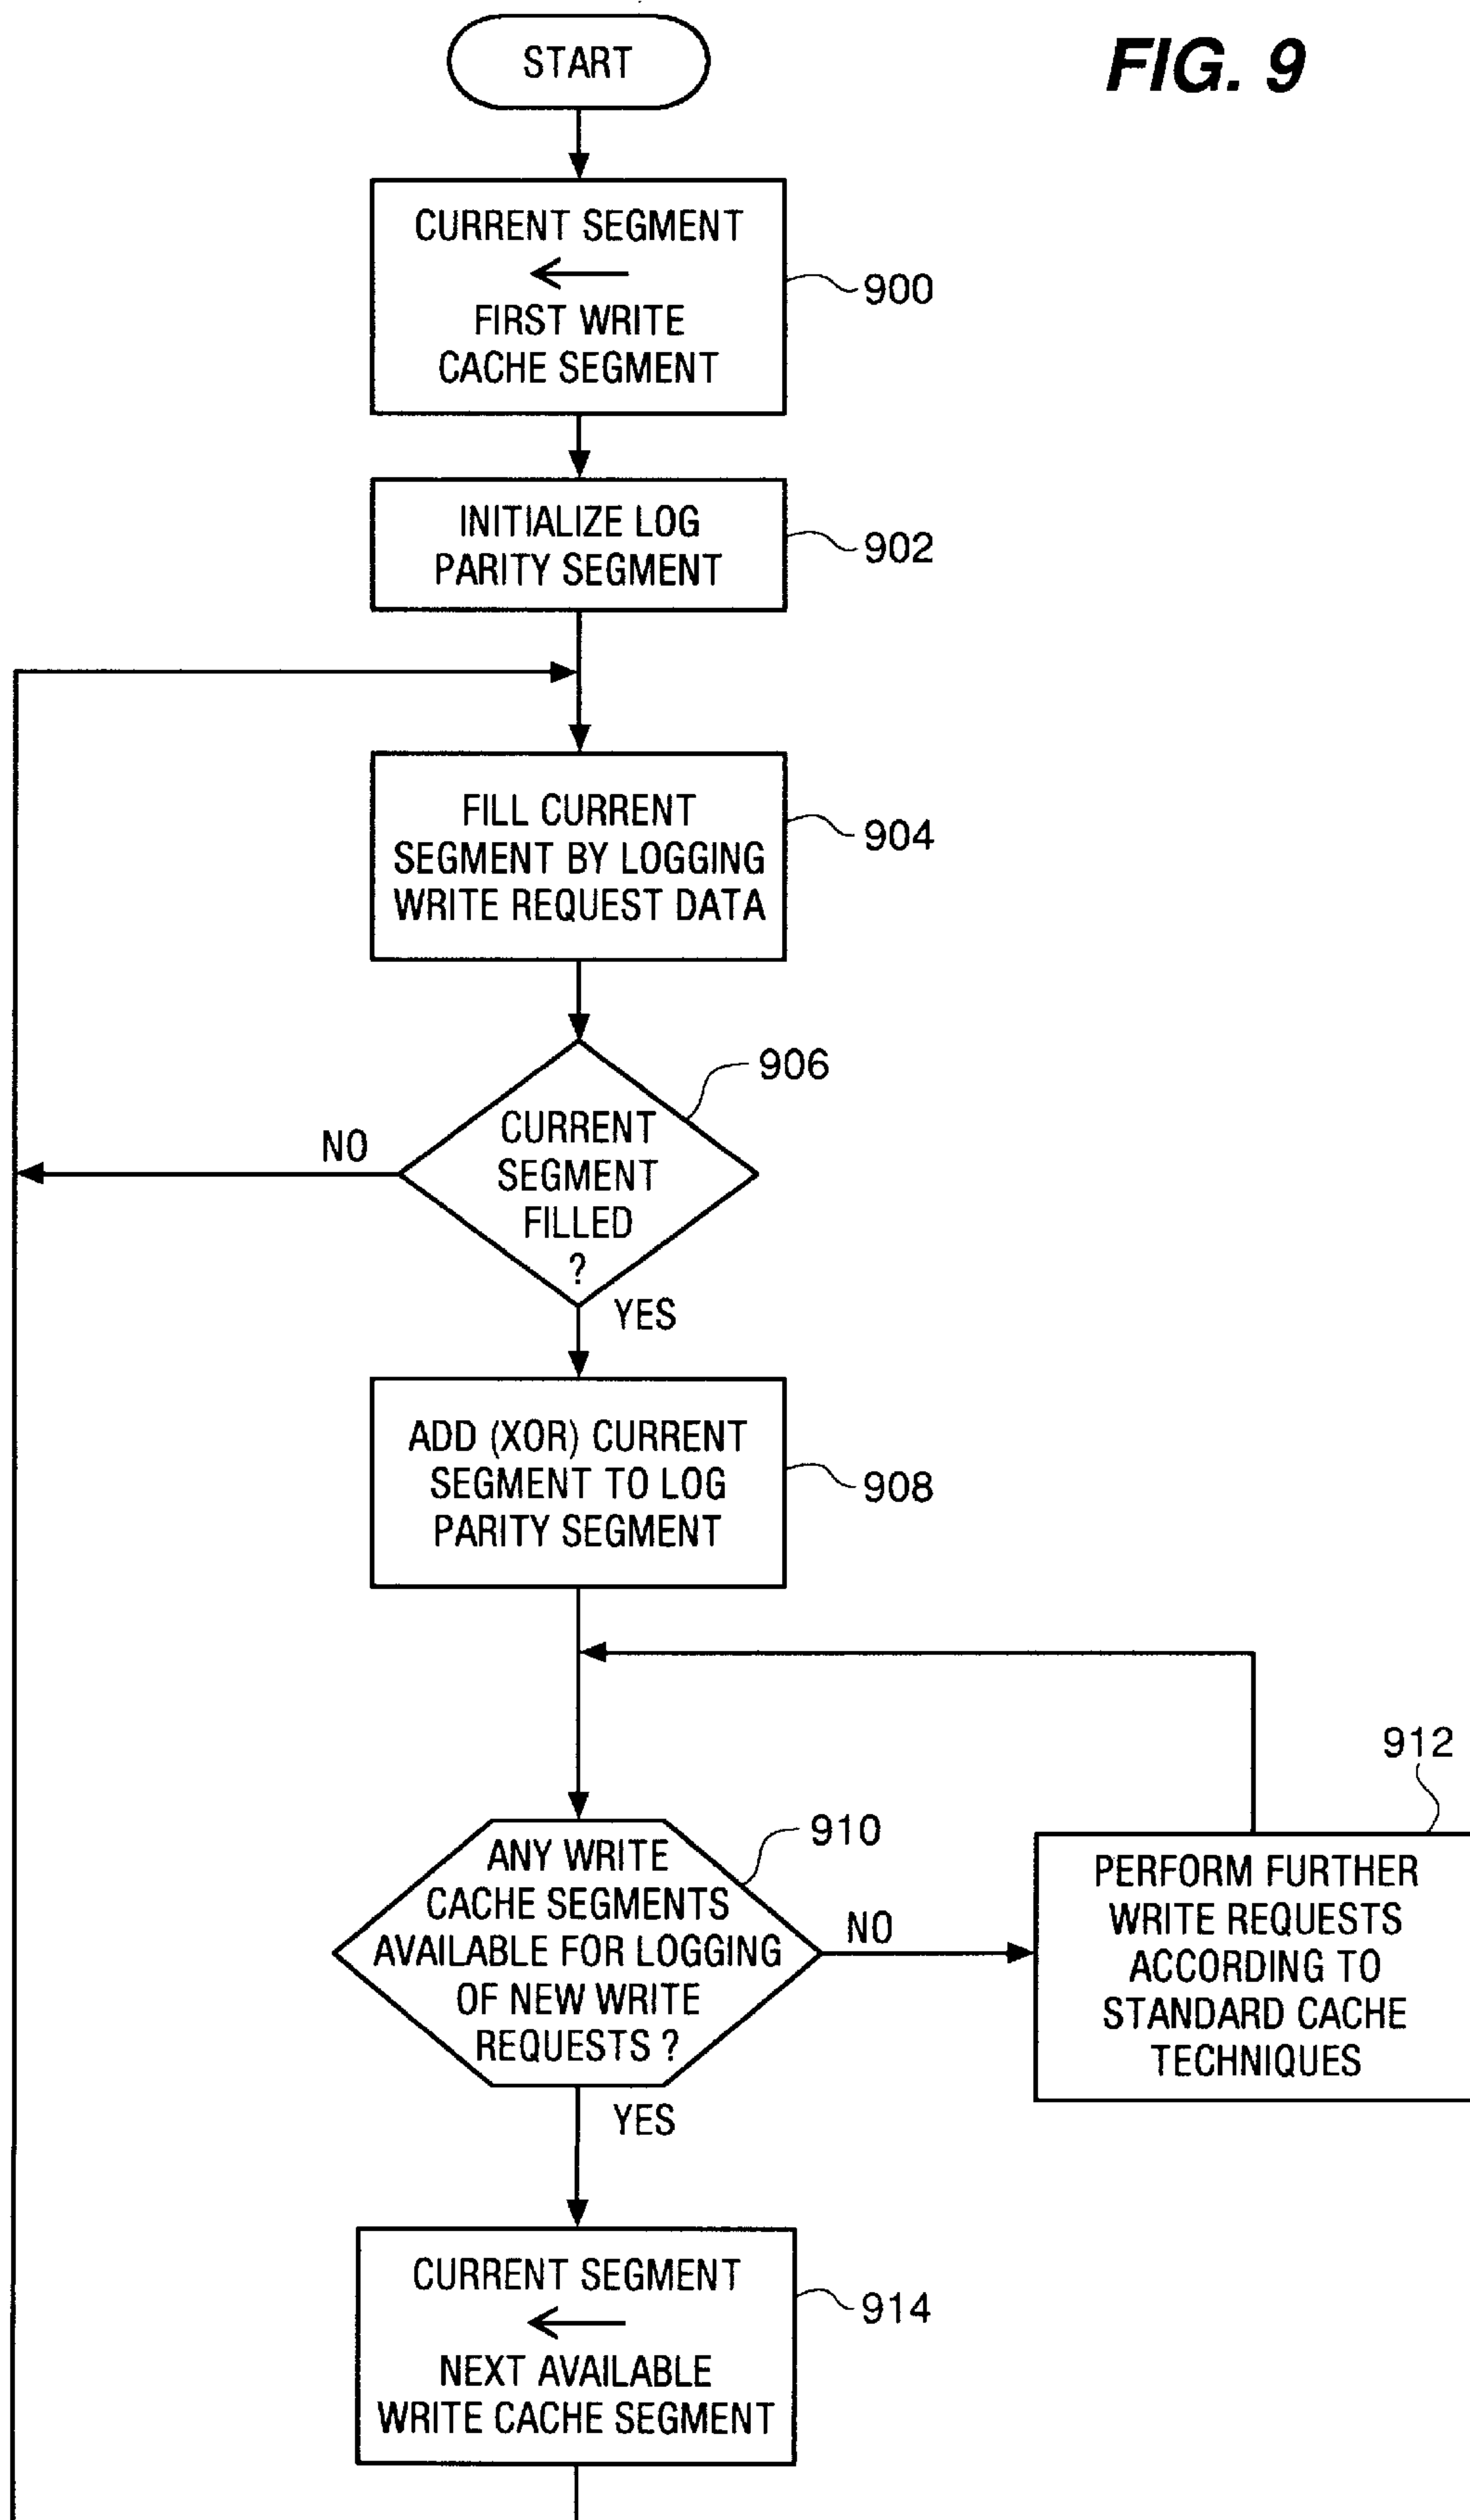 FIG. 9
START
CURRENT SEGMENT
←
FIRST WRITE
CACHE SEGMENT
900
INITIALIZE LOG
PARITY SEGMENT
902
FILL CURRENT
SEGMENT BY LOGGING
WRITE REQUEST DATA
904
906
CURRENT
SEGMENT
FILLED
?
NO
YES
ADD (XOR) CURRENT
SEGMENT TO LOG
PARITY SEGMENT
908
910
ANY WRITE
CACHE SEGMENTS
AVAILABLE FOR LOGGING
OF NEW WRITE
REQUESTS ?
NO
912
PERFORM FURTHER
WRITE REQUESTS
ACCORDING TO
STANDARD CACHE
TECHNIQUES
YES
CURRENT SEGMENT
←
NEXT AVAILABLE
WRITE CACHE SEGMENT
914